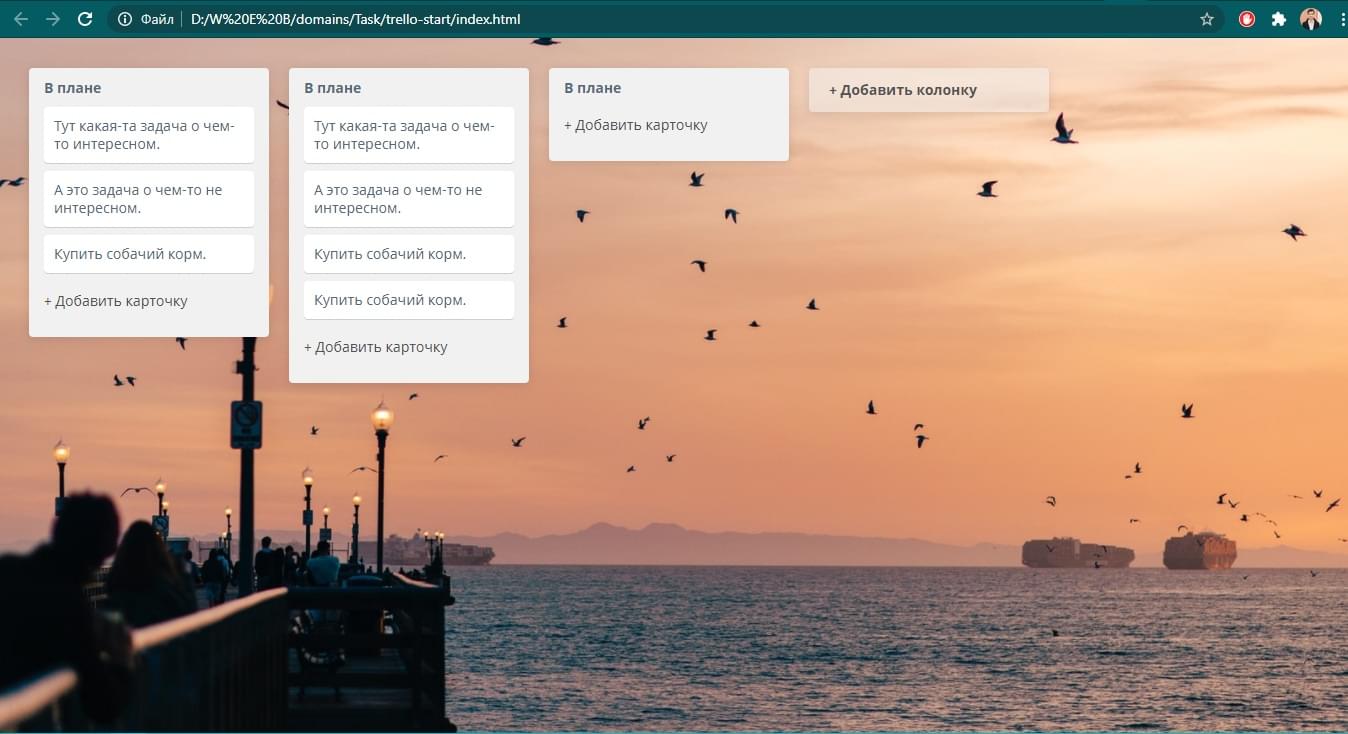 Файл
D:/W%20E%20B/domains/Task/trello-start/index.html
В плане
Тут какая-та задача о чем-
то интересном.
А это задача о чем-то не
интересном.
Купить собачий корм.
+ Добавить карточку
В плане
Тут какая-та задача о чем-
то интересном.
А это задача о чем-то не
интересном.
Купить собачий корм.
Купить собачий корм.
+ Добавить карточку
В плане
+ Добавить карточку
+ Добавить колонку